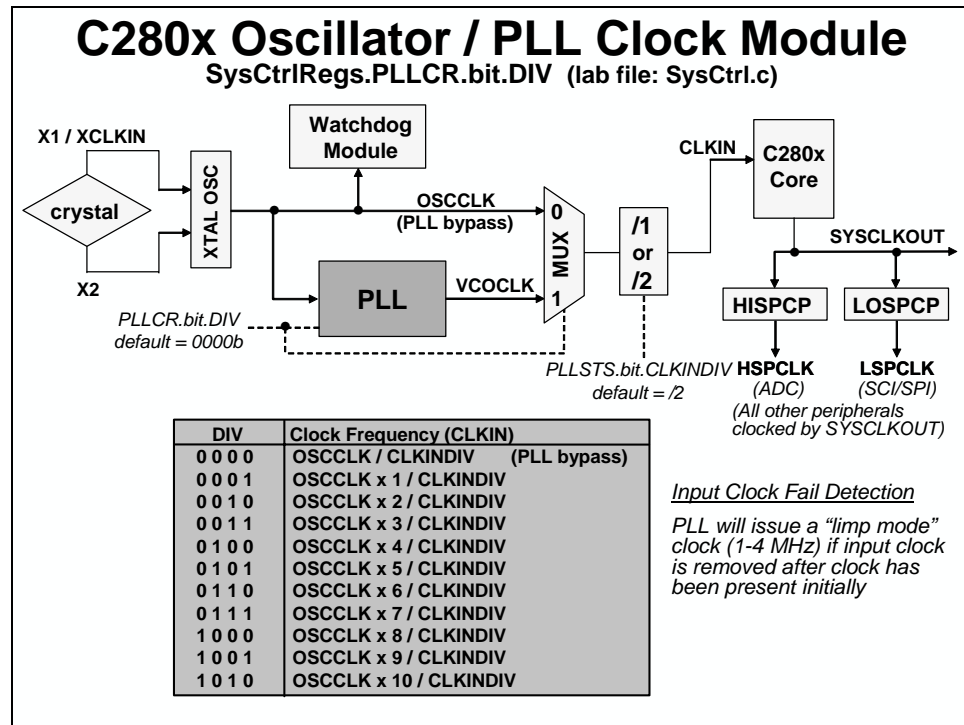 C280x Oscillator / PLL Clock Module
SysCtrlRegs.PLLCR.bit.DIV (lab file: SysCtrl.c)
X1 / XCLKIN
crystal
X2
XTAL OSC
Watchdog
Module
OSCCLK
(PLL bypass)
PLL
VCOCLK
0
MUX
1
/1
or
/2
CLKIN
C280x
Core
SYSCLKOUT
HISPCP
LOSPCP
PLLCR.bit.DIV
default = 0000b
PLLSTS.bit.CLKINDIV
default = /2
HSPCLK
(ADC)
LSPCLK
(SCI/SPI)
(All other peripherals
clocked by SYSCLKOUT)
DIV Clock Frequency (CLKIN)
0 0 0 0 OSCCLK / CLKINDIV (PLL bypass)
0 0 0 1 OSCCLK x 1 / CLKINDIV
0 0 1 0 OSCCLK x 2 / CLKINDIV
0 0 1 1 OSCCLK x 3 / CLKINDIV
0 1 0 0 OSCCLK x 4 / CLKINDIV
0 1 0 1 OSCCLK x 5 / CLKINDIV
0 1 1 0 OSCCLK x 6 / CLKINDIV
0 1 1 1 OSCCLK x 7 / CLKINDIV
1 0 0 0 OSCCLK x 8 / CLKINDIV
1 0 0 1 OSCCLK x 9 / CLKINDIV
1 0 1 0 OSCCLK x 10 / CLKINDIV
Input Clock Fail Detection
PLL will issue a “limp mode”
clock (1-4 MHz) if input clock
is removed after clock has
been present initially